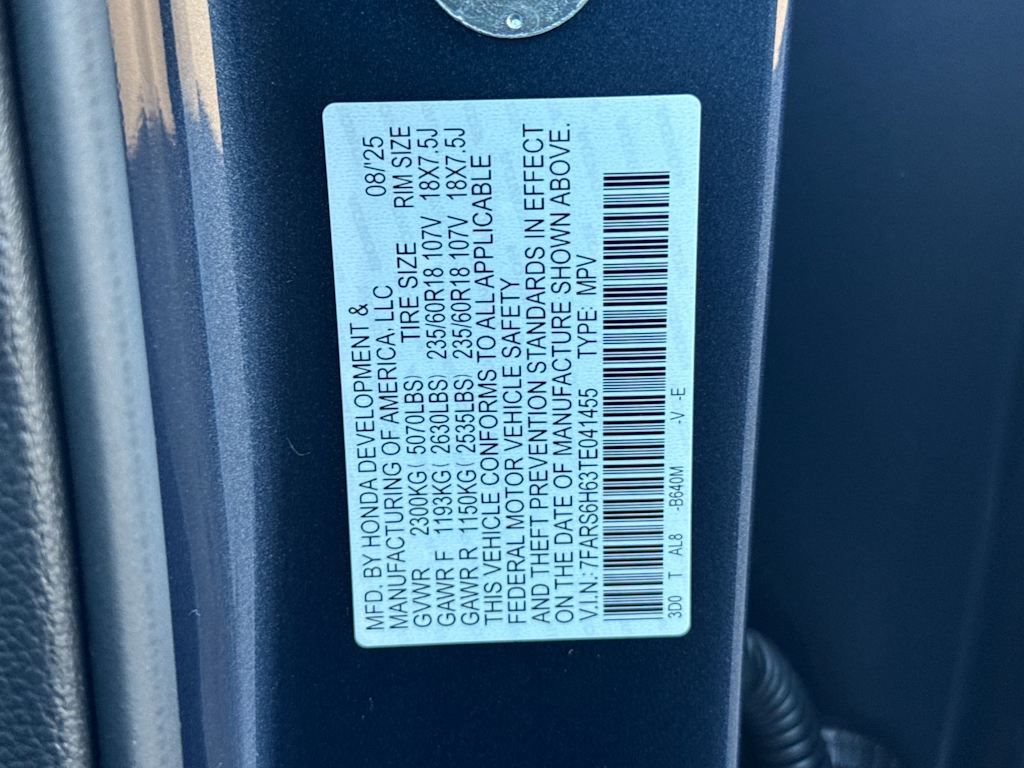 MFD. BY HONDA DEVELOPMENT &
MANUFACTURING OF AMERICA, LLC 08/'25
GVWR 2300KG( 5070LBS) TIRE SIZE RIM SIZE
GAWR F 1193KG( 2630LBS) 235/60R18 107V 18X7.5J
GAWR R 1150KG( 2535LBS) 235/60R18 107V 18X7.5J
THIS VEHICLE CONFORMS TO ALL APPLICABLE
FEDERAL MOTOR VEHICLE SAFETY
AND THEFT PREVENTION STANDARDS IN EFFECT
ON THE DATE OF MANUFACTURE SHOWN ABOVE.
V.I.N.: 7FARS6H63TE041455 TYPE: MPV
3D0 T AL8 -B640M -V -E